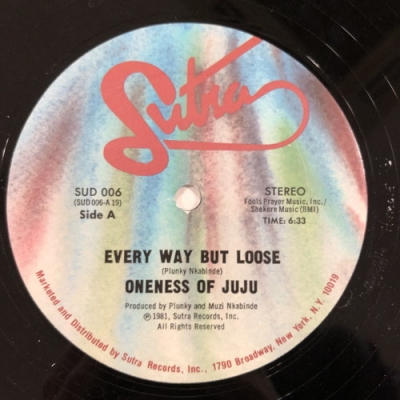 Sutra
SUD 006
(SUD 006-A 19)
Side A
STEREO
Fools Prayer Music, Inc./
Shekere Music (BMI)
TIME: 6:33
EVERY WAY BUT LOOSE
(Plunky Nkabinde)
ONENESS OF JUJU
Produced by Plunky and Muzi Nkabinde
℗ 1981, Sutra Records, Inc.
All Rights Reserved
Marketed and Distributed by Sutra Records, Inc., 1790 Broadway, New York, N.Y. 10019